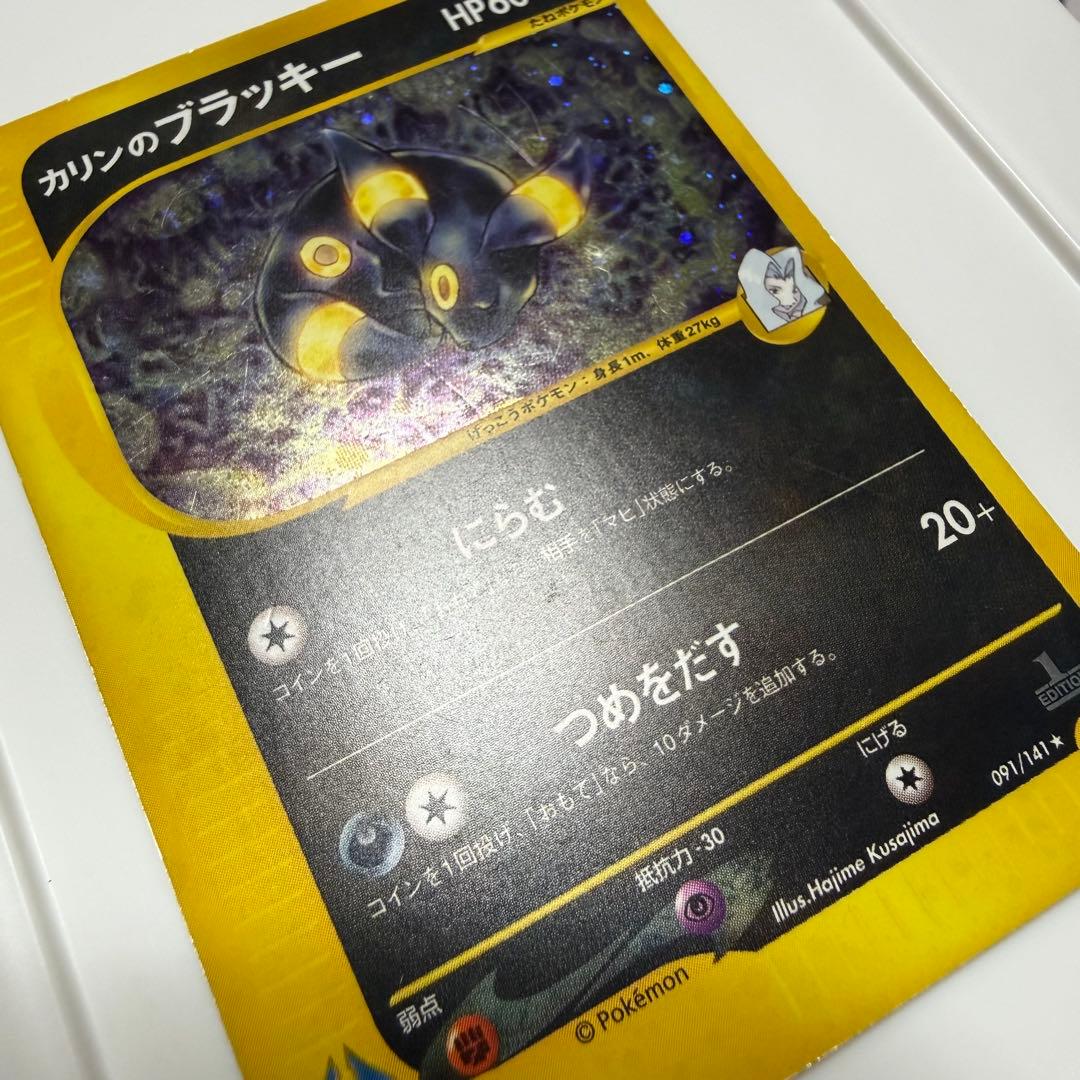 カリンのブラッキー
たねポケモン
げっこうポケモン：身長1m、体重27kg
にらむ
コインを1回投げ、「おもて」なら、相手を「マヒ」状態にする。
つめをだす 20+
コインを1回投げ、「おもて」なら、10ダメージを追加する。
1
EDITION
弱点 抵抗力 -30 にげる
091/141★
Illus.Hajime Kusajima
© Pokémon